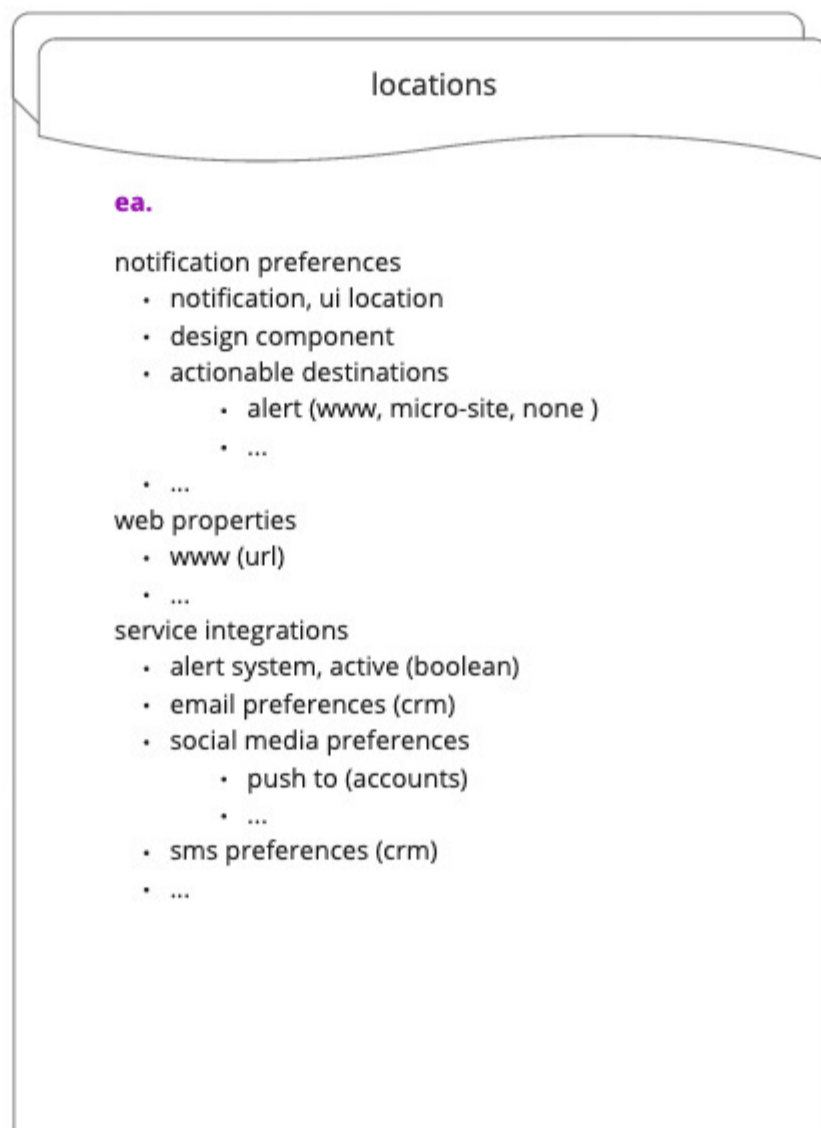 locations
ea.
notification preferences
• notification, ui location
• design component
• actionable destinations
• alert (www, micro-site, none )
• ...
• ...
web properties
• www (url)
• ...
service integrations
• alert system, active (boolean)
• email preferences (crm)
• social media preferences
• push to (accounts)
• ...
• sms preferences (crm)
• ...